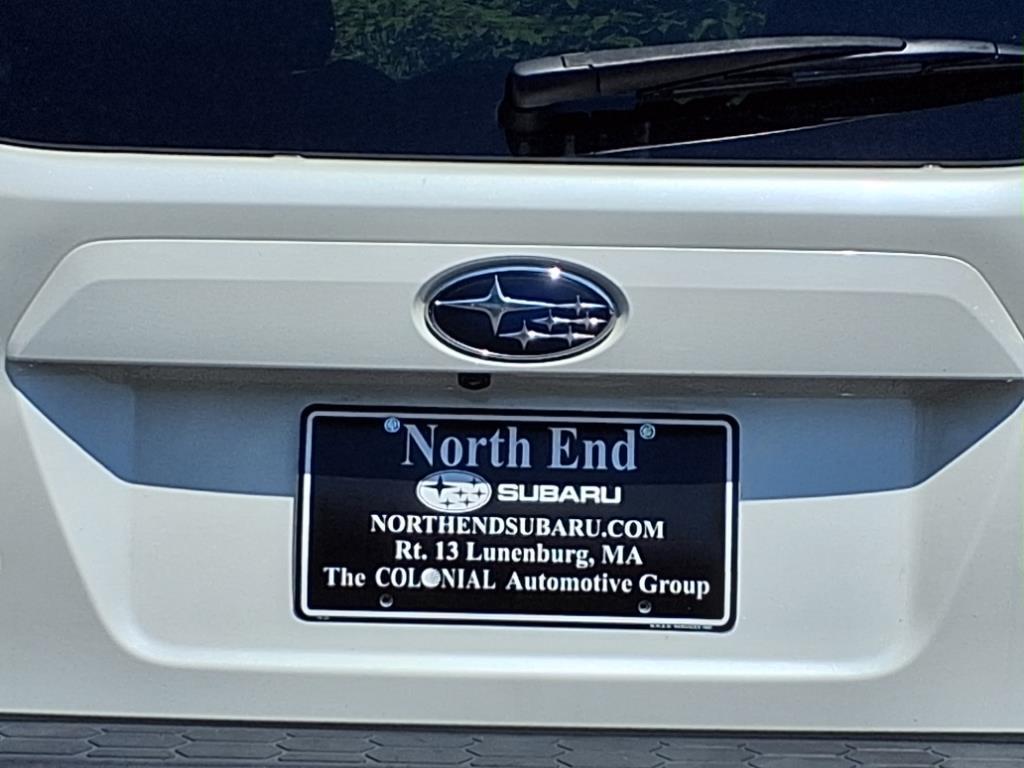 North End
SUBARU
NORTHENDSUBARU.COM
Rt. 13 Lunenburg, MA
The COLONIAL Automotive Group